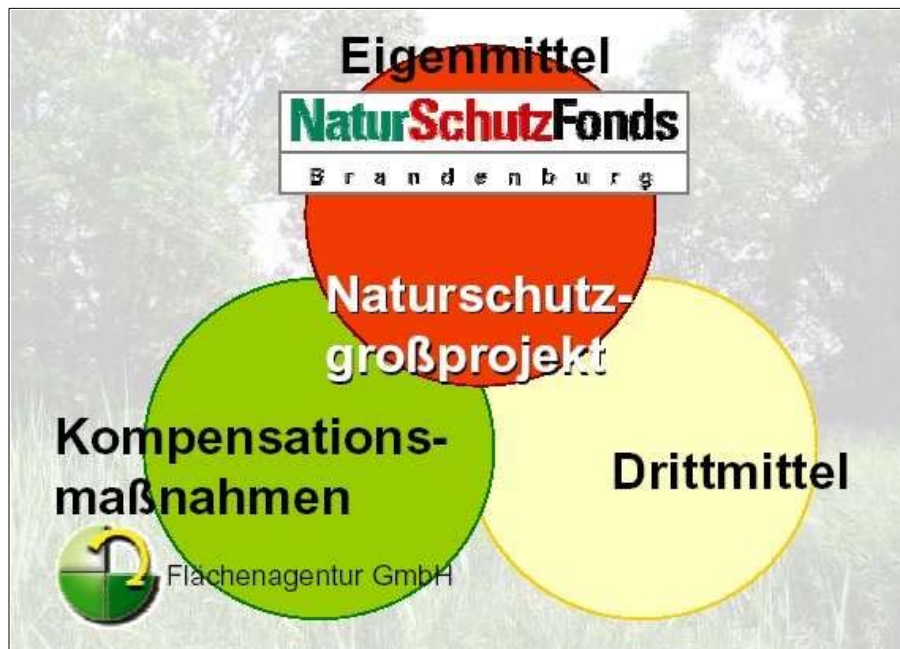 Eigenmittel
NaturSchutzFonds
Brandenburg
Naturschutz-
großprojekt
Kompensations-
maßnahmen
Drittmittel
Flächenagentur GmbH